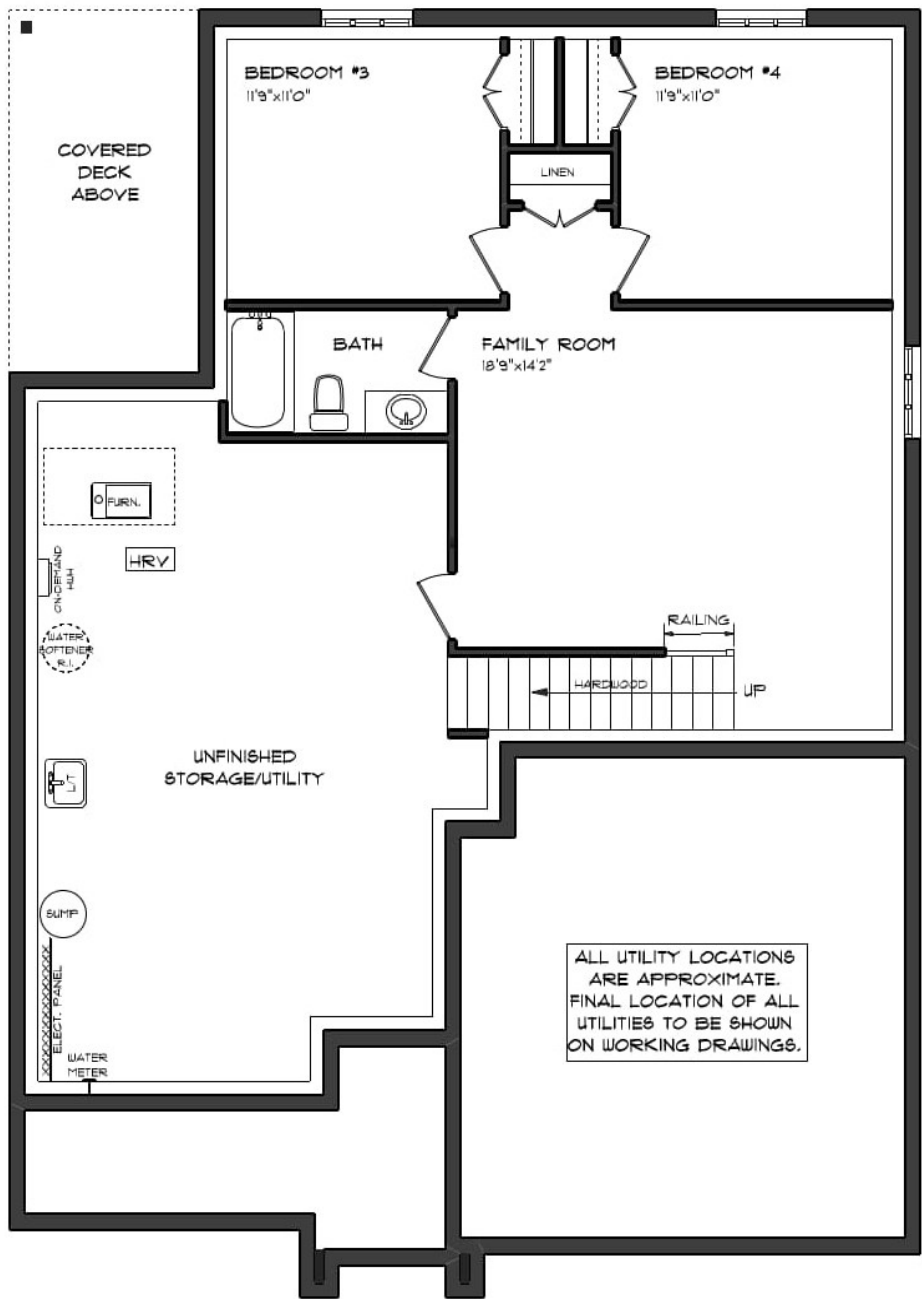 BEDROOM #3
11'9"x11'0"
BEDROOM #4
11'9"x11'0"
COVERED
DECK
ABOVE
LINEN
BATH
FAMILY ROOM
18'9"x14'2"
FURN.
HRV
ON-DEMAND
HWH
WATER
SOFTENER
R.I.
RAILING
HARDWOOD
UP
UNFINISHED
STORAGE/UTILITY
L/T
SUMP
ELECT. PANEL
WATER
METER
ALL UTILITY LOCATIONS
ARE APPROXIMATE.
FINAL LOCATION OF ALL
UTILITIES TO BE SHOWN
ON WORKING DRAWINGS.